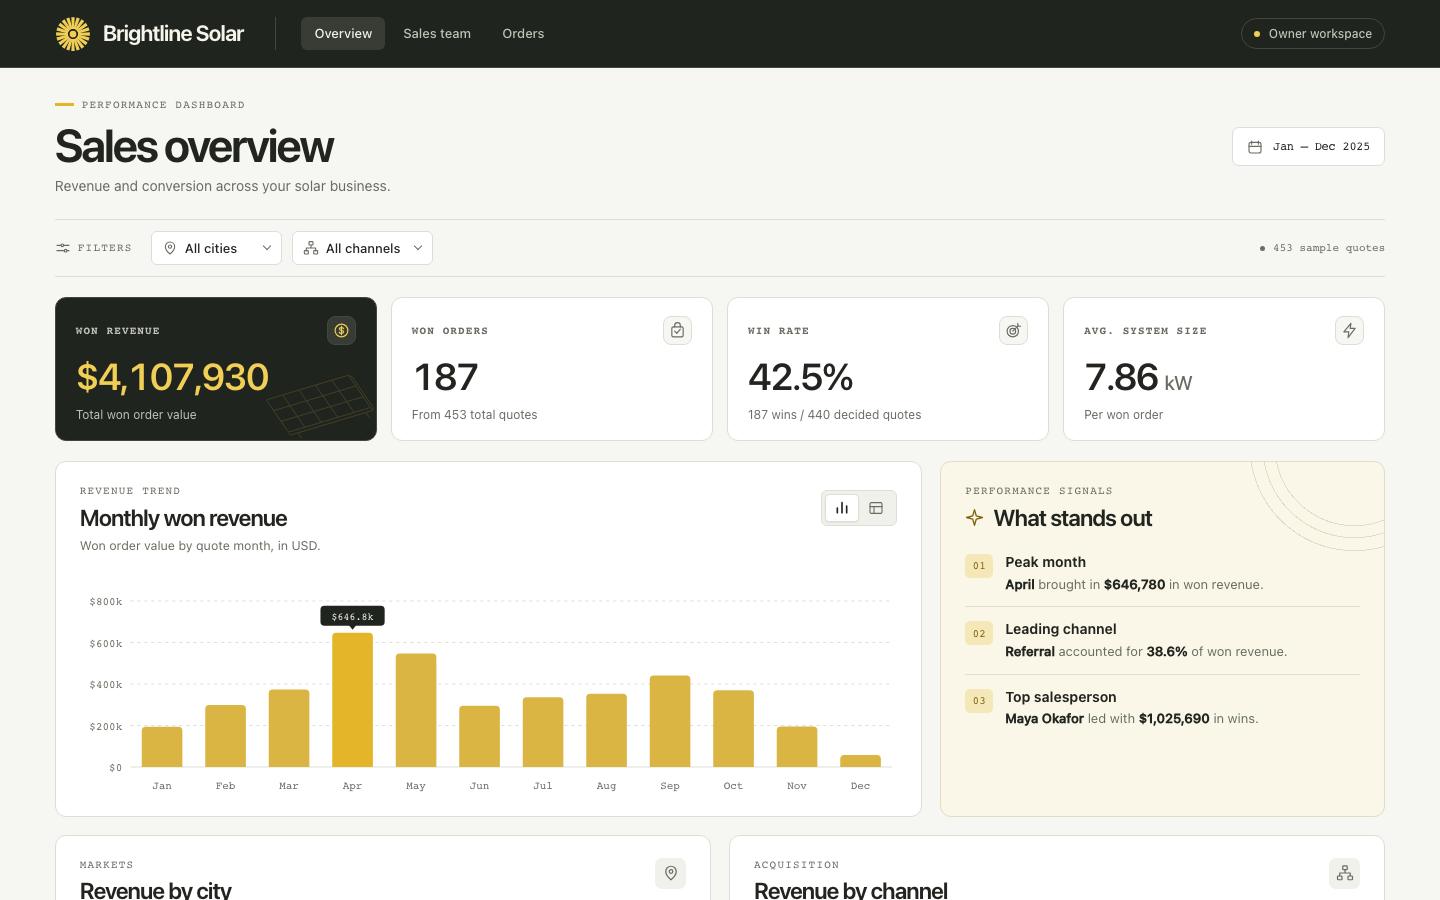 Brightline Solar
Overview
Sales team
Orders
Owner workspace
PERFORMANCE DASHBOARD
Sales overview
Jan — Dec 2025
Revenue and conversion across your solar business.
FILTERS
All cities
All channels
453 sample quotes
WON REVENUE
$4,107,930
Total won order value
WON ORDERS
187
From 453 total quotes
WIN RATE
42.5%
187 wins / 440 decided quotes
AVG. SYSTEM SIZE
7.86 kW
Per won order
REVENUE TREND
Monthly won revenue
Won order value by quote month, in USD.
$800k
$646.8k
$600k
$400k
$200k
$0
Jan Feb Mar Apr May Jun Jul Aug Sep Oct Nov Dec
PERFORMANCE SIGNALS
What stands out
01
Peak month
April brought in $646,780 in won revenue.
02
Leading channel
Referral accounted for 38.6% of won revenue.
03
Top salesperson
Maya Okafor led with $1,025,690 in wins.
MARKETS
Revenue by city
ACQUISITION
Revenue by channel